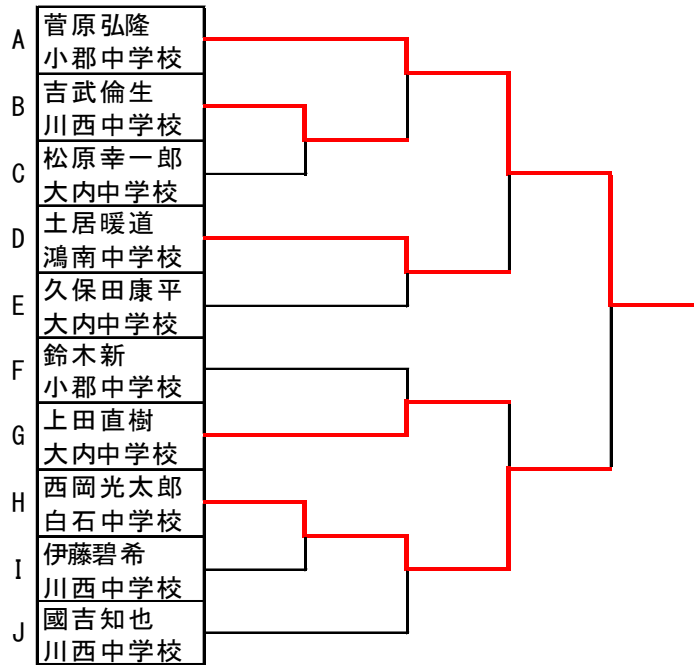 A
菅原弘隆
小郡中学校
B
吉武倫生
川西中学校
C
松原幸一郎
大内中学校
D
土居暖道
鴻南中学校
E
久保田康平
大内中学校
F
鈴木新
小郡中学校
G
上田直樹
大内中学校
H
西岡光太郎
白石中学校
I
伊藤碧希
川西中学校
J
國吉知也
川西中学校